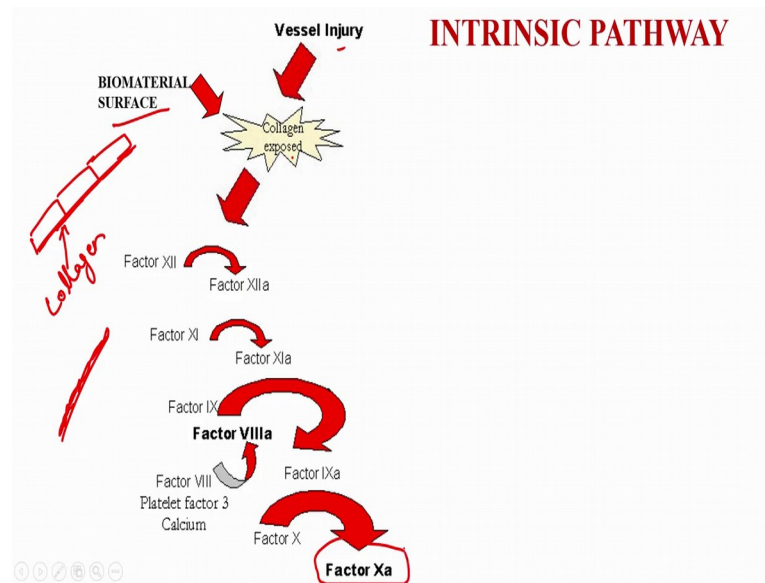 Vessel Injury
INTRINSIC PATHWAY
BIOMATERIAL
SURFACE
Collagen
exposed
collagen
Factor XII
Factor XIIa
Factor XI
Factor XIa
Factor IX
Factor VIIIa
Factor IXa
Factor VIII
Platelet factor 3
Calcium
Factor X
Factor Xa